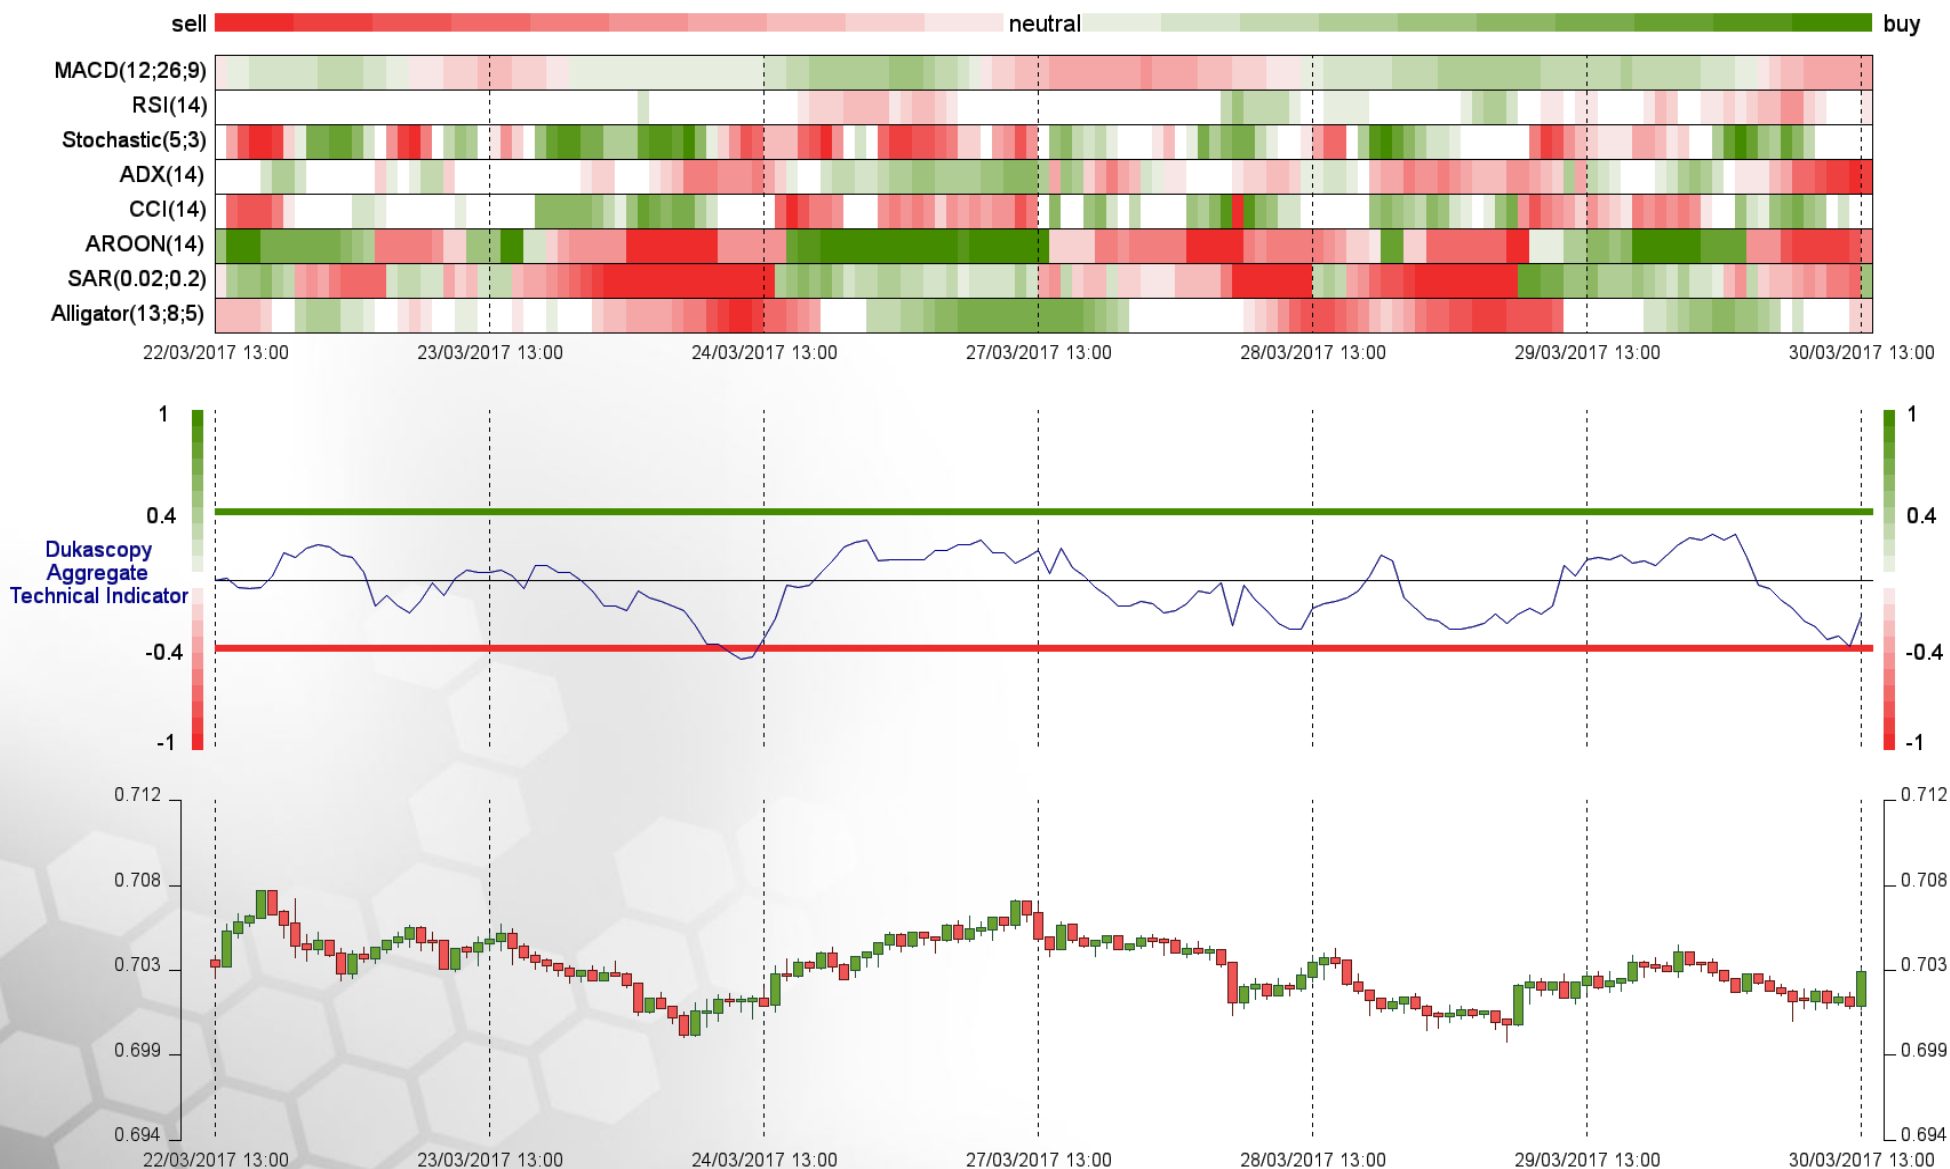 sell neutral buy
MACD(12;26;9)
RSI(14)
Stochastic(5;3)
ADX(14)
CCI(14)
AROON(14)
SAR(0.02;0.2)
Alligator(13;8;5)
22/03/2017 13:00 23/03/2017 13:00 24/03/2017 13:00 27/03/2017 13:00 28/03/2017 13:00 29/03/2017 13:00 30/03/2017 13:00
1 1
0.4 0.4
Dukascopy
Aggregate
Technical Indicator
-0.4 -0.4
-1 -1
0.712 0.712
0.708 0.708
0.703 0.703
0.699 0.699
0.694 0.694
22/03/2017 13:00 23/03/2017 13:00 24/03/2017 13:00 27/03/2017 13:00 28/03/2017 13:00 29/03/2017 13:00 30/03/2017 13:00